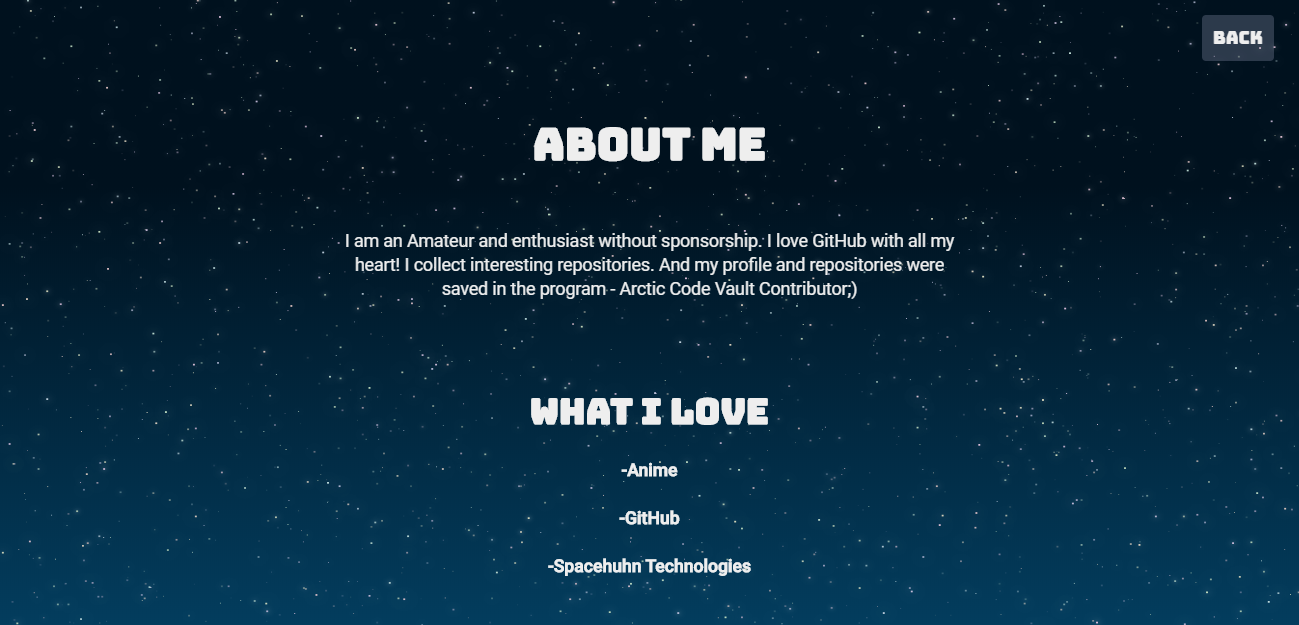 BACK
ABOUT ME
I am an Amateur and enthusiast without sponsorship. I love GitHub with all my
heart! I collect interesting repositories. And my profile and repositories were
saved in the program - Arctic Code Vault Contributor;)
WHAT I LOVE
-Anime
-GitHub
-Spacehuhn Technologies